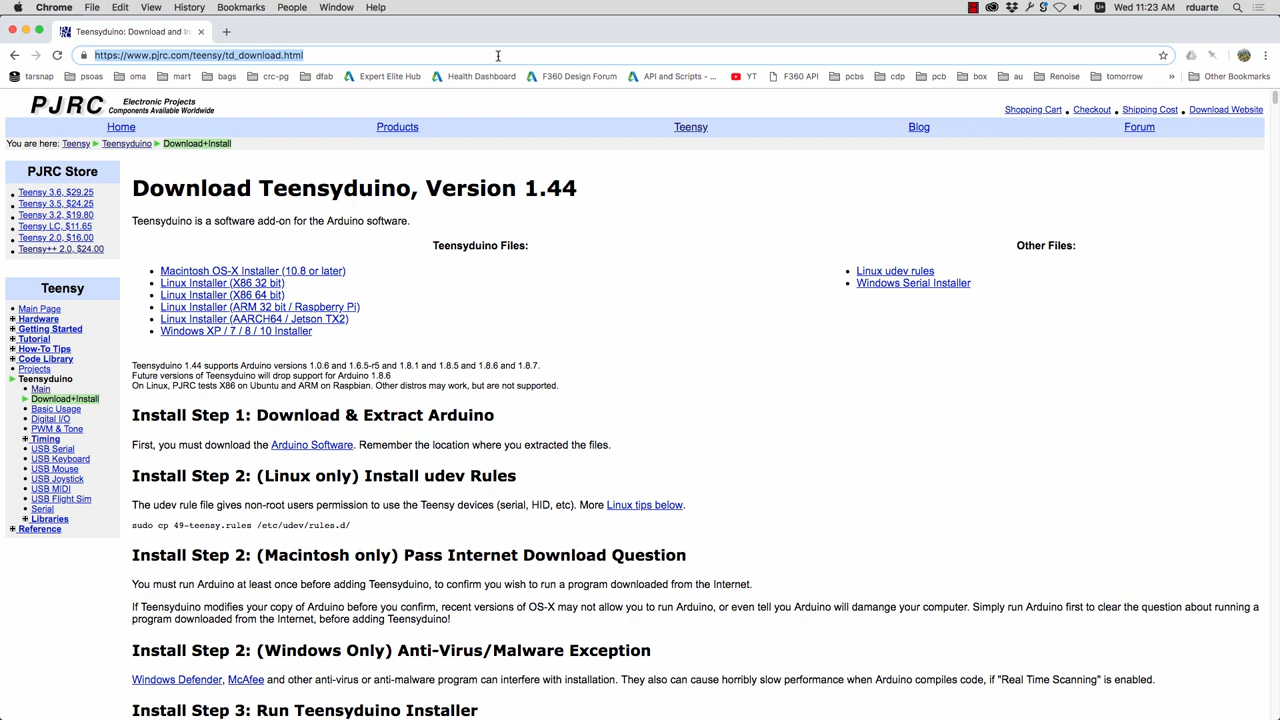 Chrome File Edit View History Bookmarks People Window Help Wed 11:23 AM rduarte
Teensyduino: Download and In
https://www.pjrc.com/teensy/td_download.html
tarsnap psoas oma mart bags crc-pg dfab Expert Elite Hub Health Dashboard F360 Design Forum API and Scripts - ... YT F360 API pcbs cdp pcb box au Renoise tomorrow » Other Bookmarks
PJRC Electronic Projects
Components Available Worldwide
Shopping Cart Checkout Shipping Cost Download Website
Home Products Teensy Blog Forum
You are here: Teensy Teensyduino Download+Install
PJRC Store
Teensy 3.6, $29.25
Teensy 3.5, $24.25
Teensy 3.2, $19.80
Teensy LC, $11.65
Teensy 2.0, $16.00
Teensy++ 2.0, $24.00
Teensy
Main Page
Hardware
Getting Started
Tutorial
How-To Tips
Code Library
Projects
Teensyduino
Main
Download+Install
Basic Usage
Digital I/O
PWM & Tone
Timing
USB Serial
USB Keyboard
USB Mouse
USB Joystick
USB MIDI
USB Flight Sim
Serial
Libraries
Reference
Download Teensyduino, Version 1.44
Teensyduino is a software add-on for the Arduino software.
Teensyduino Files:
Macintosh OS-X Installer (10.8 or later)
Linux Installer (X86 32 bit)
Linux Installer (X86 64 bit)
Linux Installer (ARM 32 bit / Raspberry Pi)
Linux Installer (AARCH64 / Jetson TX2)
Windows XP / 7 / 8 / 10 Installer
Other Files:
Linux udev rules
Windows Serial Installer
Teensyduino 1.44 supports Arduino versions 1.0.6 and 1.6.5-r5 and 1.8.1 and 1.8.5 and 1.8.6 and 1.8.7.
Future versions of Teensyduino will drop support for Arduino 1.8.6
On Linux, PJRC tests X86 on Ubuntu and ARM on Raspbian. Other distros may work, but are not supported.
Install Step 1: Download & Extract Arduino
First, you must download the Arduino Software. Remember the location where you extracted the files.
Install Step 2: (Linux only) Install udev Rules
The udev rule file gives non-root users permission to use the Teensy devices (serial, HID, etc). More Linux tips below.
sudo cp 49-teensy.rules /etc/udev/rules.d/
Install Step 2: (Macintosh only) Pass Internet Download Question
You must run Arduino at least once before adding Teensyduino, to confirm you wish to run a program downloaded from the Internet.
If Teensyduino modifies your copy of Arduino before you confirm, recent versions of OS-X may not allow you to run Arduino, or even tell you Arduino will damage your computer. Simply run Arduino first to clear the question about running a
program downloaded from the Internet, before adding Teensyduino!
Install Step 2: (Windows Only) Anti-Virus/Malware Exception
Windows Defender, McAfee and other anti-virus or anti-malware program can interfere with installation. They also can cause horribly slow performance when Arduino compiles code, if "Real Time Scanning" is enabled.
Install Step 3: Run Teensyduino Installer